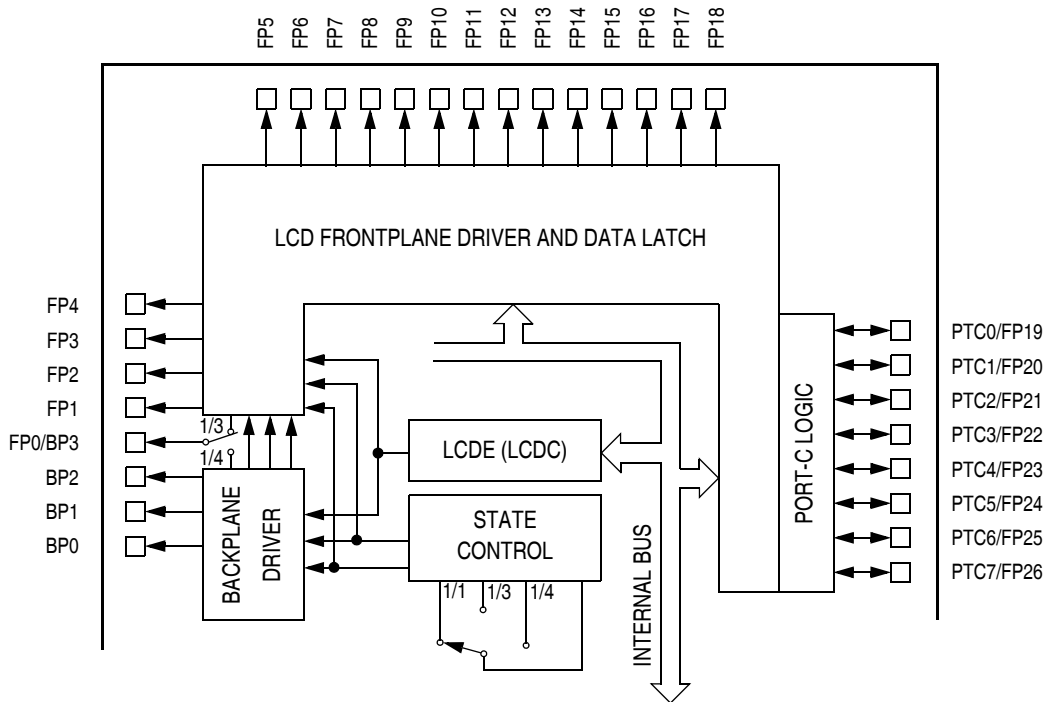 FP5
FP6
FP7
FP8
FP9
FP10
FP11
FP12
FP13
FP14
FP15
FP16
FP17
FP18
LCD FRONTPLANE DRIVER AND DATA LATCH
FP4
FP3
FP2
FP1
FP0/BP3
BP2
BP1
BP0
1/3
1/4
BACKPLANE
DRIVER
LCDE (LCDC)
STATE
CONTROL
1/1
1/3
1/4
INTERNAL BUS
PORT-C LOGIC
PTC0/FP19
PTC1/FP20
PTC2/FP21
PTC3/FP22
PTC4/FP23
PTC5/FP24
PTC6/FP25
PTC7/FP26